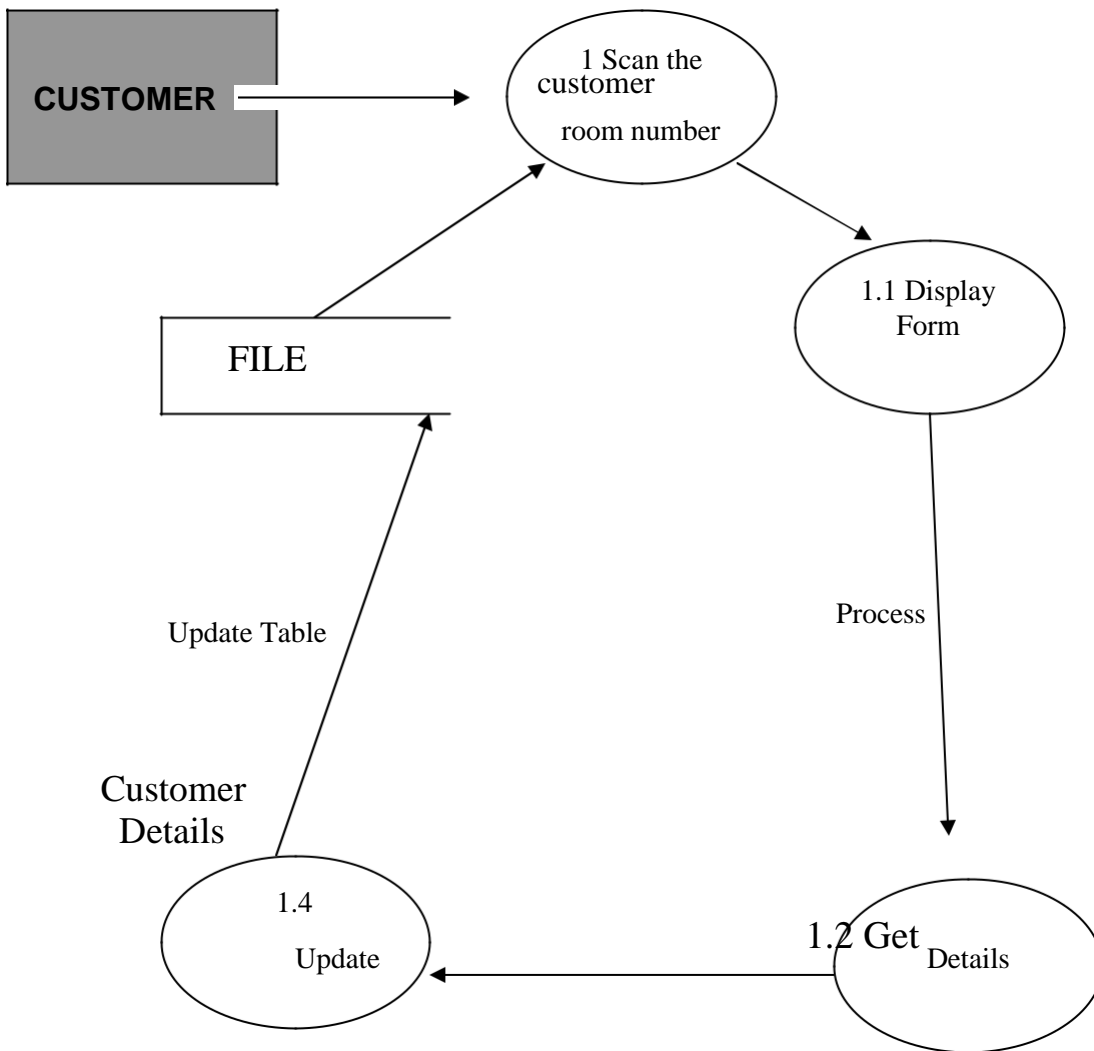 CUSTOMER
1 Scan the
customer
room number
1.1 Display
Form
FILE
Process
Update Table
Customer
Details
1.4
Update
1.2 Get
Details